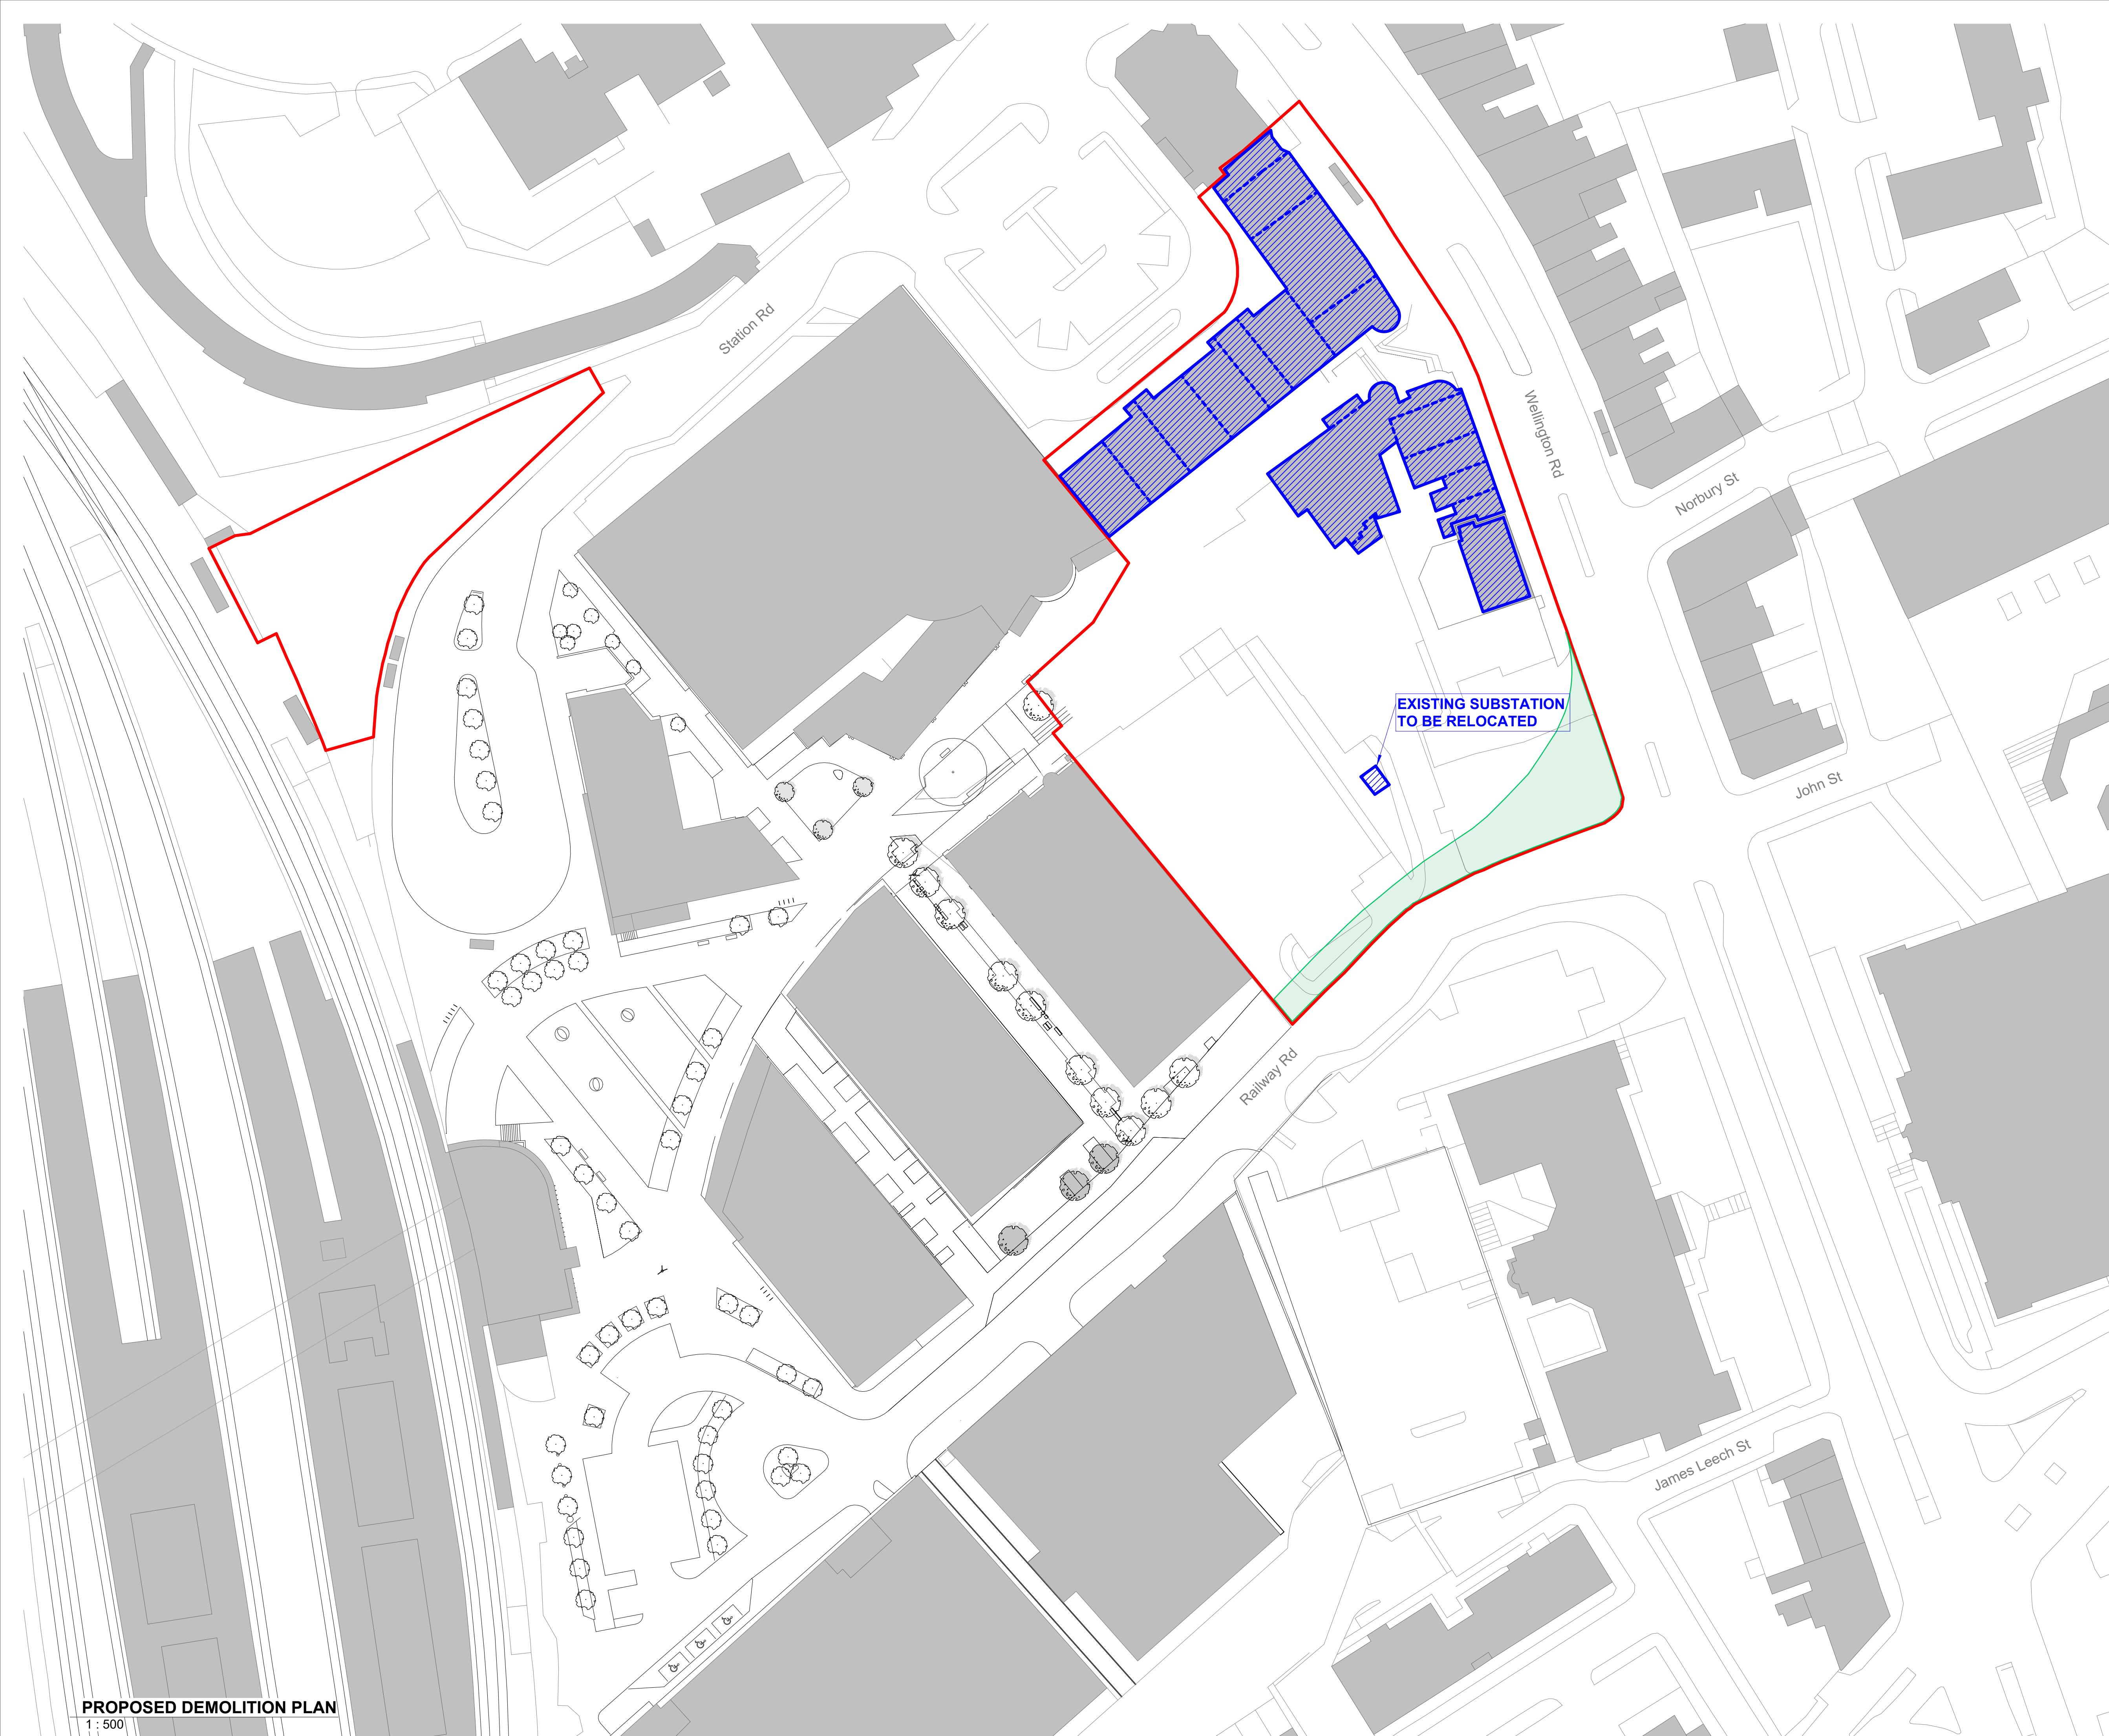 Station Rd
Wellington Rd
Norbury St
EXISTING SUBSTATION
TO BE RELOCATED
John St
Railway Rd
James Leech St
PROPOSED DEMOLITION PLAN
1 : 500